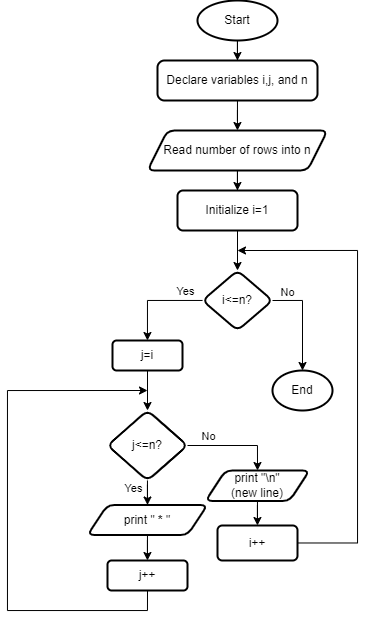 Start
Declare variables i,j, and n
Read number of rows into n
Initialize i=1
i<=n?
Yes
No
j=i
End
j<=n?
No
Yes
print "\n"
(new line)
print " * "
i++
j++